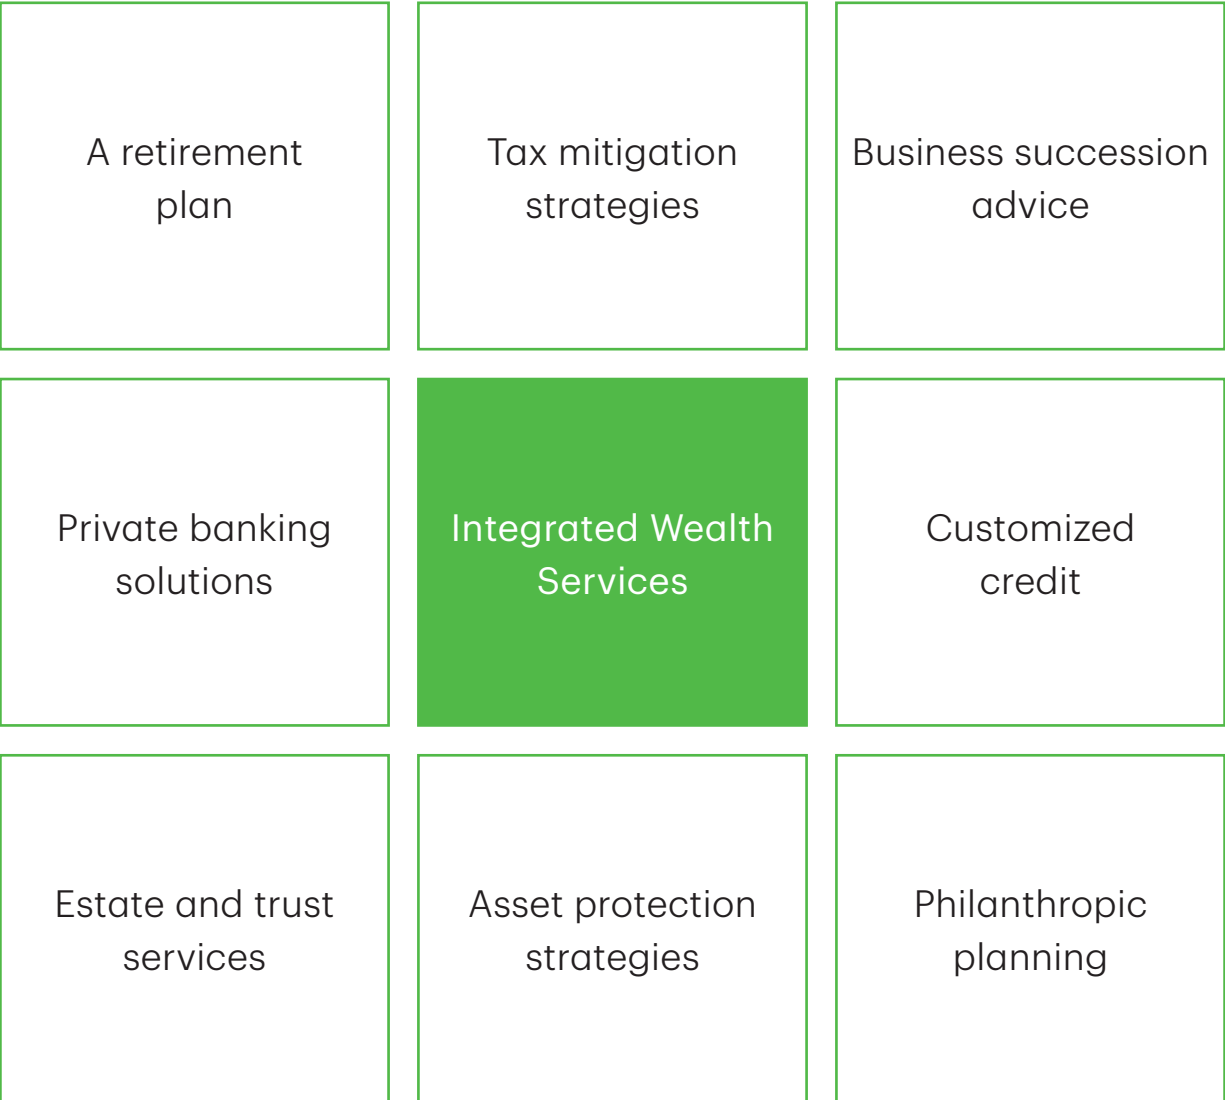 A retirement
plan
Tax mitigation
strategies
Business succession
advice
Private banking
solutions
Integrated Wealth
Services
Customized
credit
Estate and trust
services
Asset protection
strategies
Philanthropic
planning